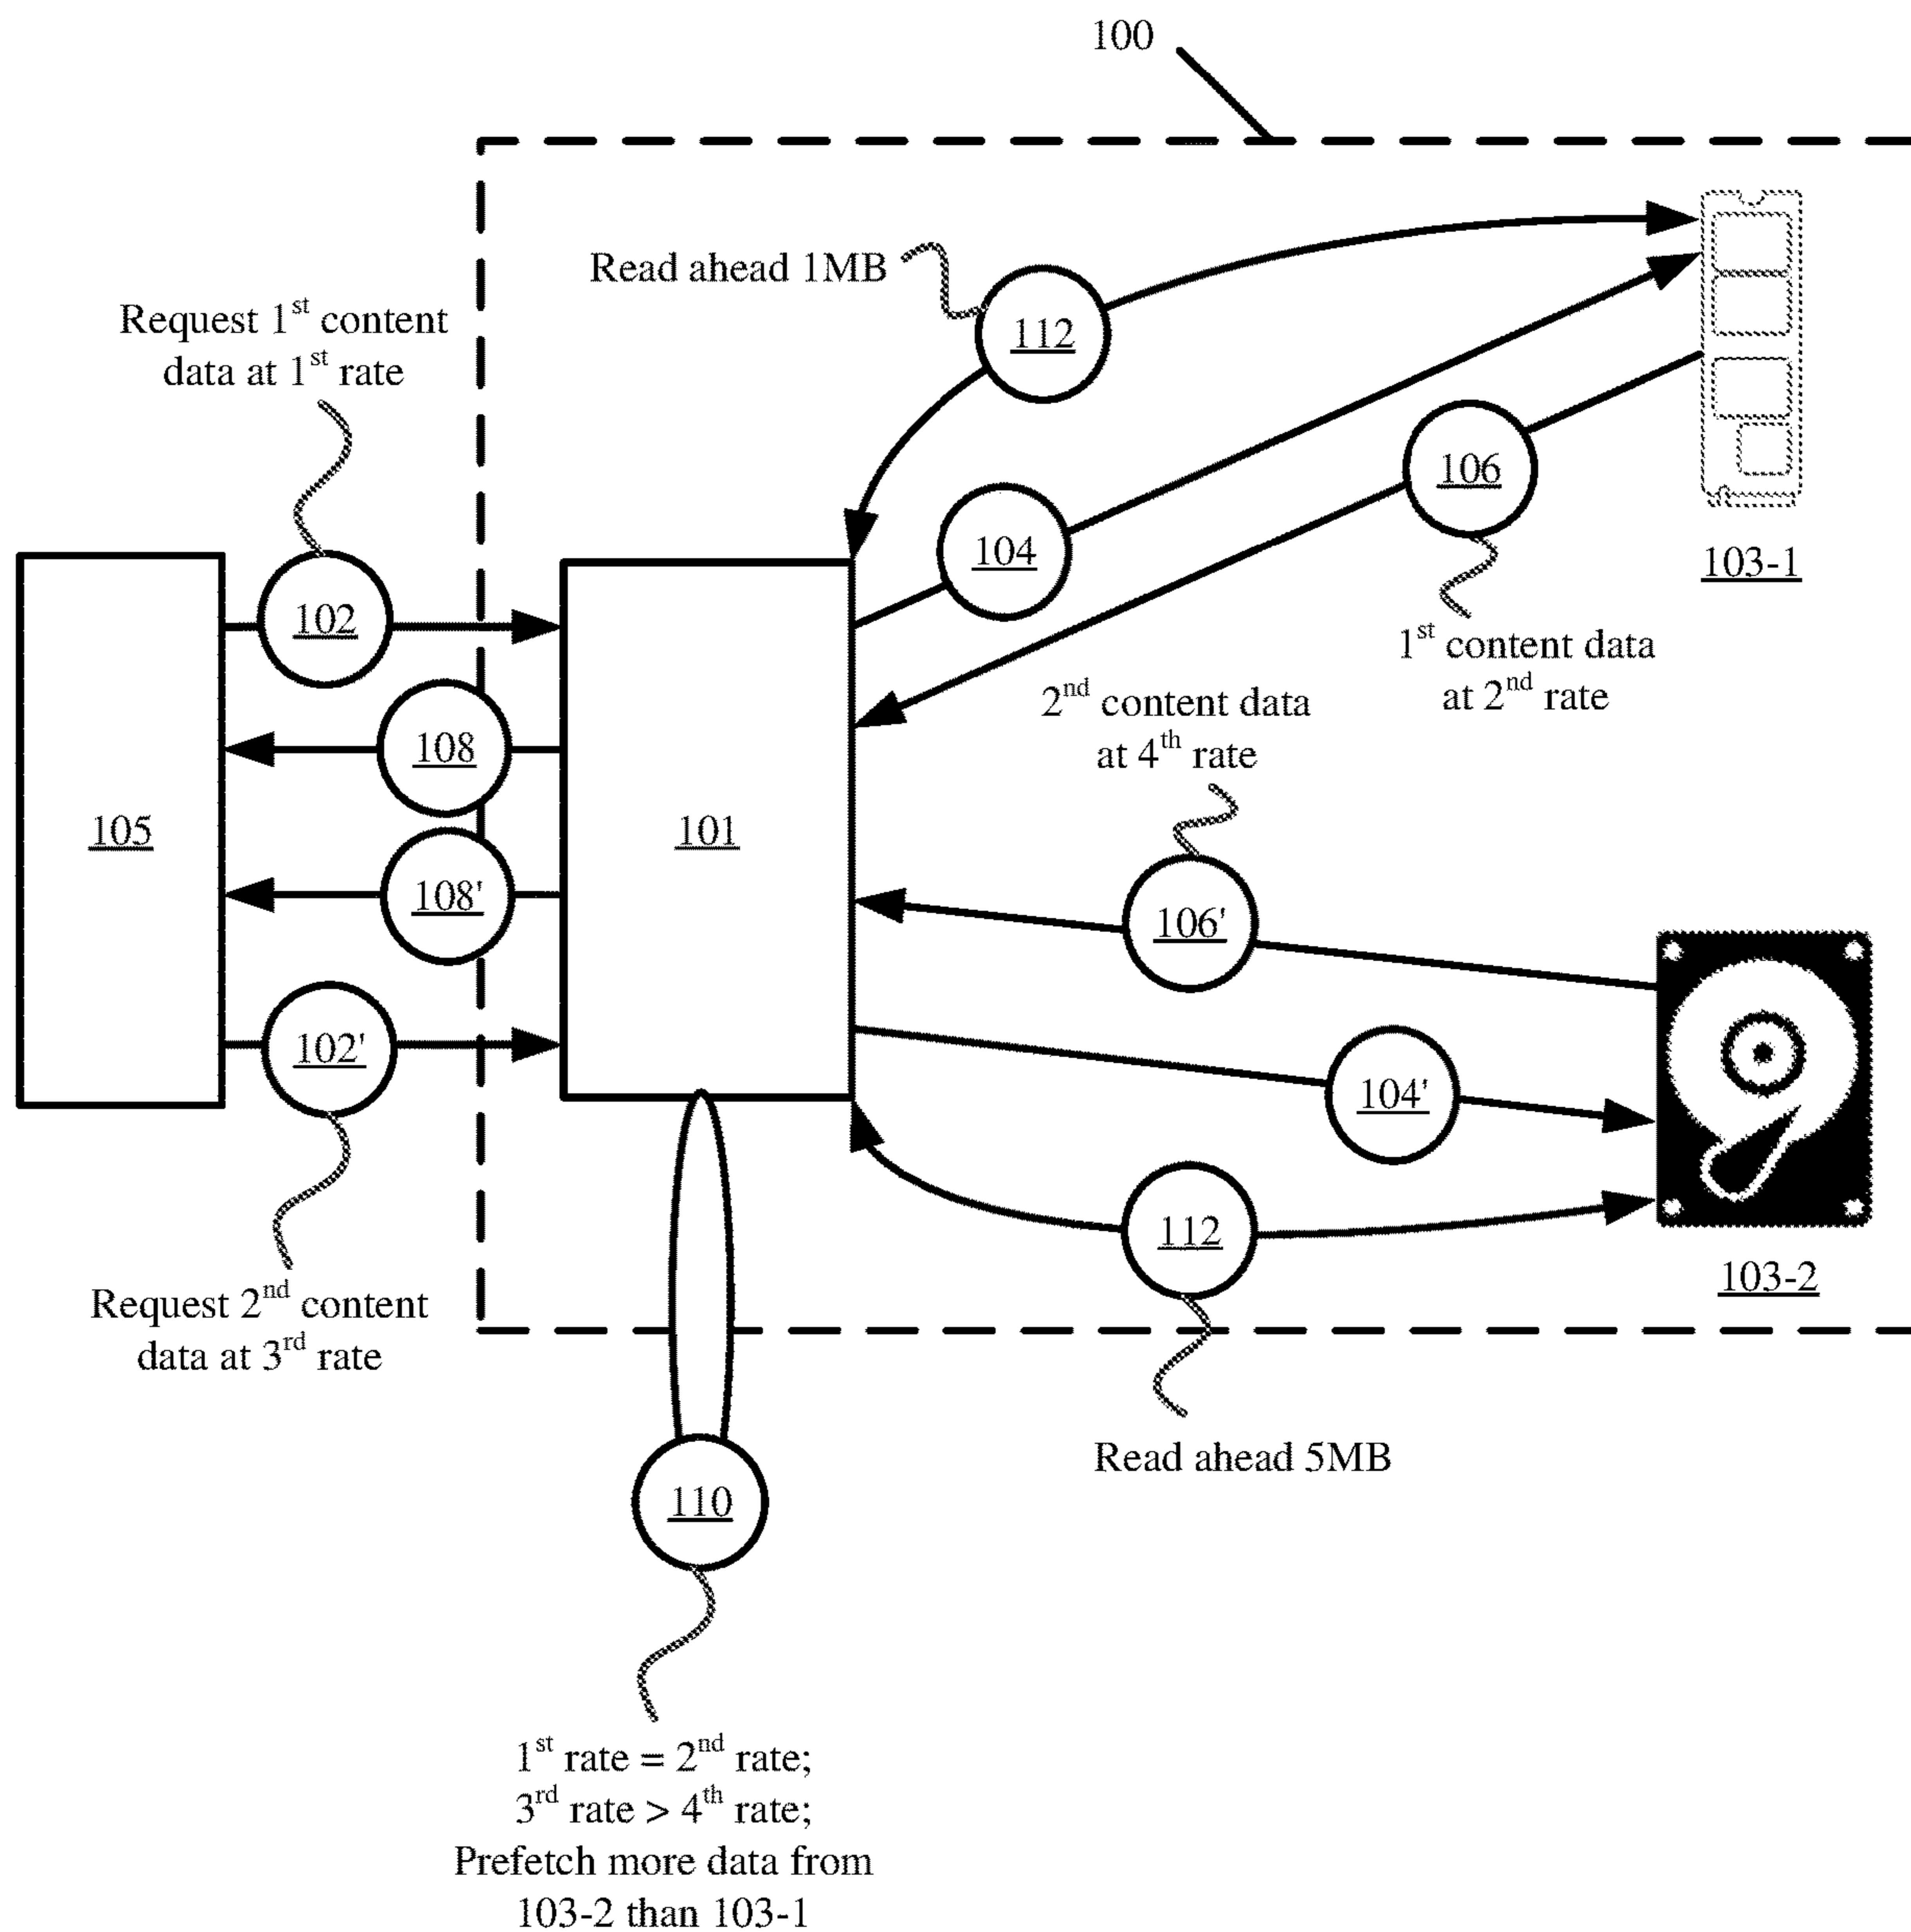 100
Read ahead 1MB
112
Request 1st content
data at 1st rate
106
104
103-1
102
1st content data
at 2nd rate
2nd content data
at 4th rate
108
105
101
108'
106'
102'
104'
112
103-2
Request 2nd content
data at 3rd rate
Read ahead 5MB
110
1st rate = 2nd rate;
3rd rate > 4th rate;
Prefetch more data from
103-2 than 103-1